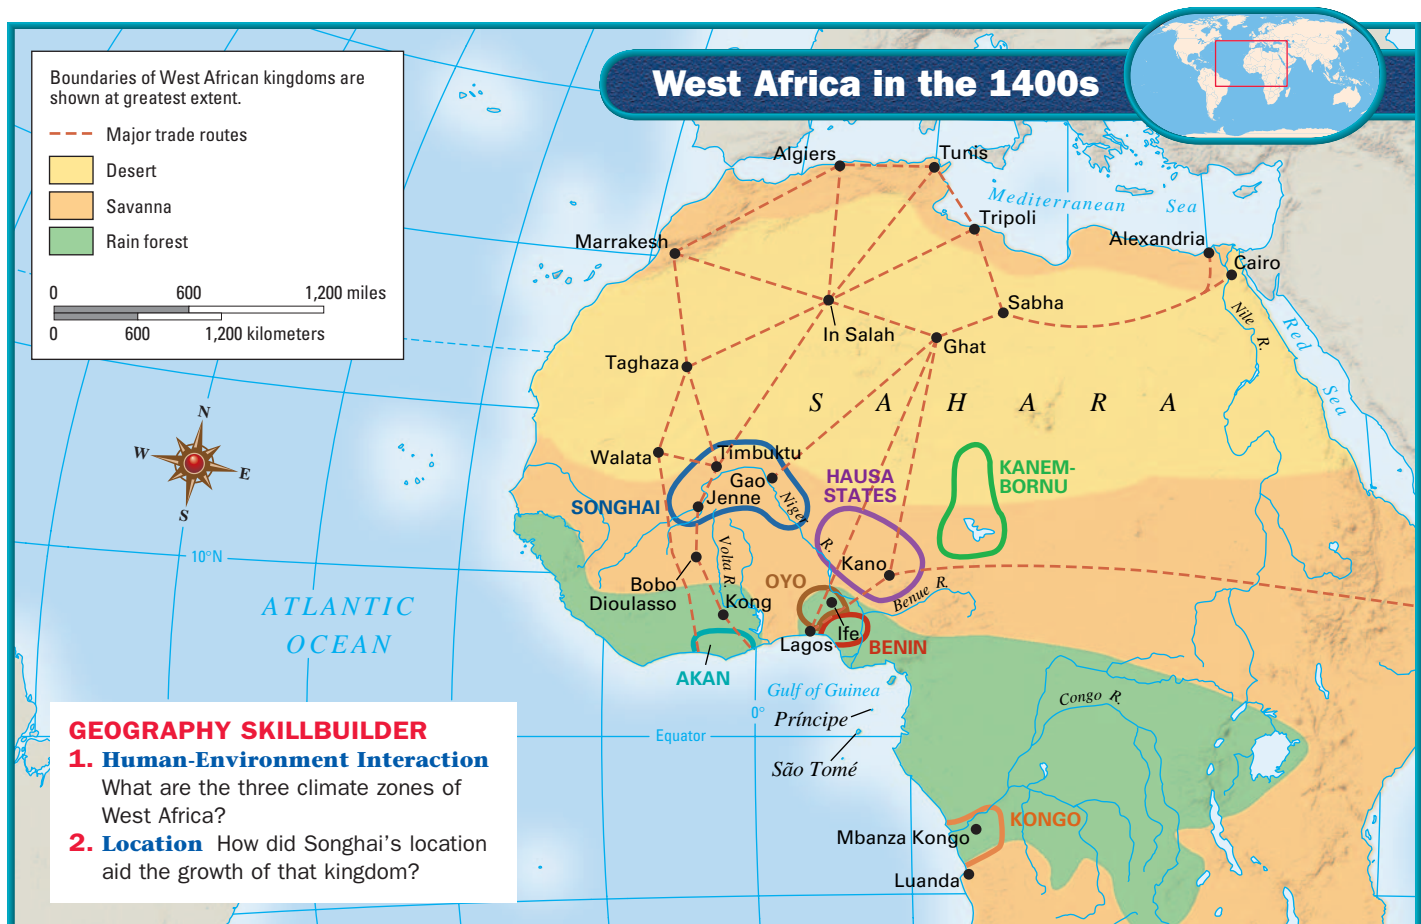 West Africa in the 1400s
Boundaries of West African kingdoms are
shown at greatest extent.
Major trade routes
Desert
Savanna
Rain forest
0 600 1,200 miles
0 600 1,200 kilometers
N
W
E
S
Algiers
Tunis
Mediterranean Sea
Tripoli
Marrakesh
Alexandria
Cairo
Sabha
In Salah
Nile R.
Red Sea
Ghat
Taghaza
SAHARA
Walata
Timbuktu
Gao
HAUSA
STATES
KANEM-
BORNU
SONGHAI
Jenne
Niger R.
10°N
Volta R.
Kano
Bobo
Dioulasso
OYO
Benue R.
ATLANTIC
OCEAN
Kong
Ife
Lagos
BENIN
AKAN
Gulf of Guinea
Congo R.
0°
Príncipe
Equator
São Tomé
KONGO
Mbanza Kongo
Luanda
GEOGRAPHY SKILLBUILDER
1. Human-Environment Interaction
What are the three climate zones of
West Africa?
2. Location How did Songhai's location
aid the growth of that kingdom?